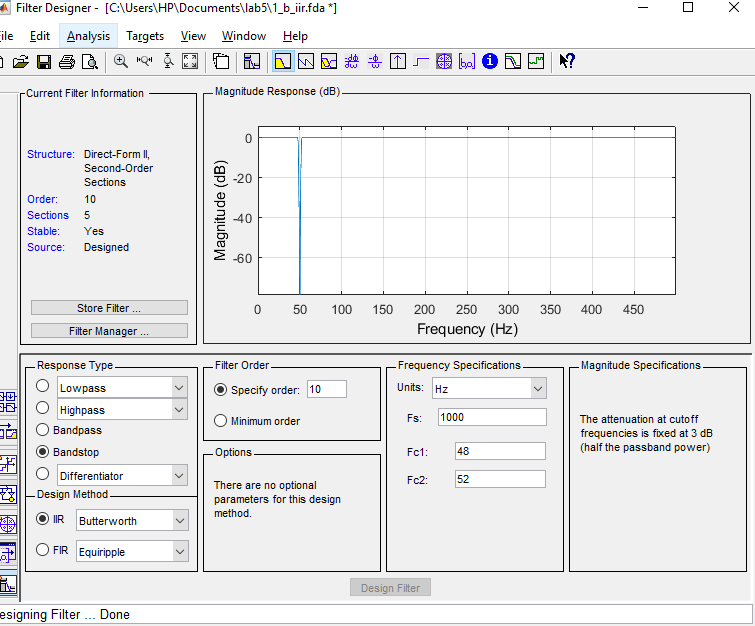 Filter Designer - [C:\Users\HP\Documents\lab5\1_b_iir.fda *]
ile Edit Analysis Targets View Window Help
Current Filter Information
Structure: Direct-Form II,
Second-Order
Sections
Order: 10
Sections 5
Stable: Yes
Source: Designed
Store Filter ...
Filter Manager ...
Magnitude Response (dB)
Magnitude (dB)
0
-20
-40
-60
0 50 100 150 200 250 300 350 400 450
Frequency (Hz)
Response Type
Lowpass
Highpass
Bandpass
Bandstop
Differentiator
Design Method
IIR Butterworth
FIR Equiripple
Filter Order
Specify order: 10
Minimum order
Options
There are no optional
parameters for this design
method.
Frequency Specifications
Units: Hz
Fs: 1000
Fc1: 48
Fc2: 52
Magnitude Specifications
The attenuation at cutoff
frequencies is fixed at 3 dB
(half the passband power)
Design Filter
esigning Filter ... Done